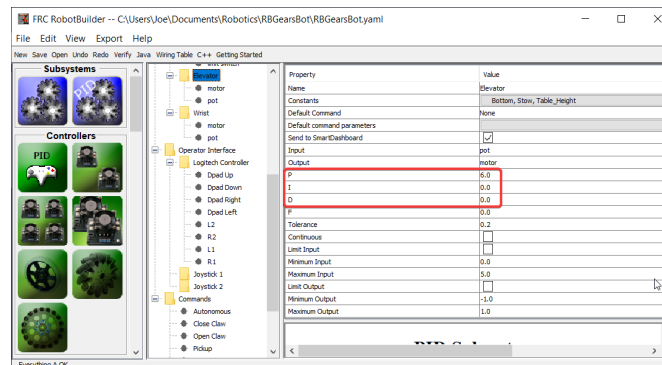 FRC RobotBuilder -- C:\Users\Joe\Documents\Robotics\RBGearsBot\RBGearsBot.yaml
File Edit View Export Help
New Save Open Undo Redo Verify Java Wiring Table C++ Getting Started
Subsystems
PID
Controllers
PID
Elevator
motor
pot
Wrist
motor
pot
Operator Interface
Logitech Controller
Dpad Up
Dpad Down
Dpad Right
Dpad Left
L2
R2
L1
R1
Joystick 1
Joystick 2
Commands
Autonomous
Close Claw
Open Claw
Pickup
Property Value
Name Elevator
Constants Bottom, Stow, Table_Height
Default Command None
Default command parameters
Send to SmartDashboard
Input pot
Output motor
P 6.0
I 0.0
D 0.0
F 0.0
Tolerance 0.2
Continuous
Limit Input
Minimum Input 0.0
Maximum Input 5.0
Limit Output
Minimum Output -1.0
Maximum Output 1.0
Everything A OK